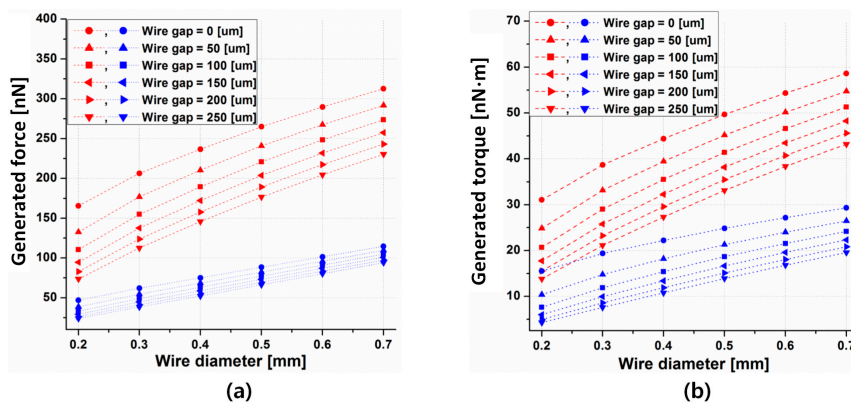 400
350
300
250
200
150
100
50
Generated force [nN]
, Wire gap = 0 [um]
, Wire gap = 50 [um]
, Wire gap = 100 [um]
, Wire gap = 150 [um]
, Wire gap = 200 [um]
, Wire gap = 250 [um]
0.2 0.3 0.4 0.5 0.6 0.7
Wire diameter [mm]
(a)
70
60
50
40
30
20
10
Generated torque [nN·m]
, Wire gap = 0 [um]
, Wire gap = 50 [um]
, Wire gap = 100 [um]
, Wire gap = 150 [um]
, Wire gap = 200 [um]
, Wire gap = 250 [um]
0.2 0.3 0.4 0.5 0.6 0.7
Wire diameter [mm]
(b)